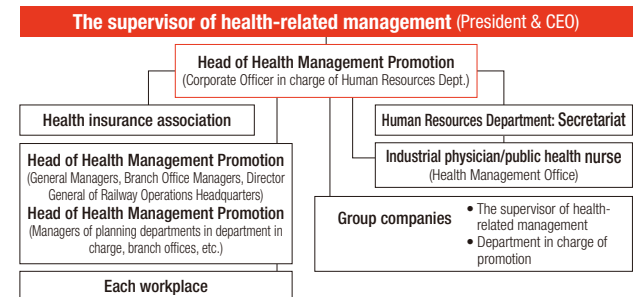 The supervisor of health-related management (President & CEO)
Head of Health Management Promotion
(Corporate Officer in charge of Human Resources Dept.)
Health insurance association
Human Resources Department: Secretariat
Head of Health Management Promotion
(General Managers, Branch Office Managers, Director
General of Railway Operations Headquarters)
Head of Health Management Promotion
(Managers of planning departments in department in
charge, branch offices, etc.)
Industrial physician/public health nurse
(Health Management Office)
Group companies
• The supervisor of health-
related management
• Department in charge of
promotion
Each workplace